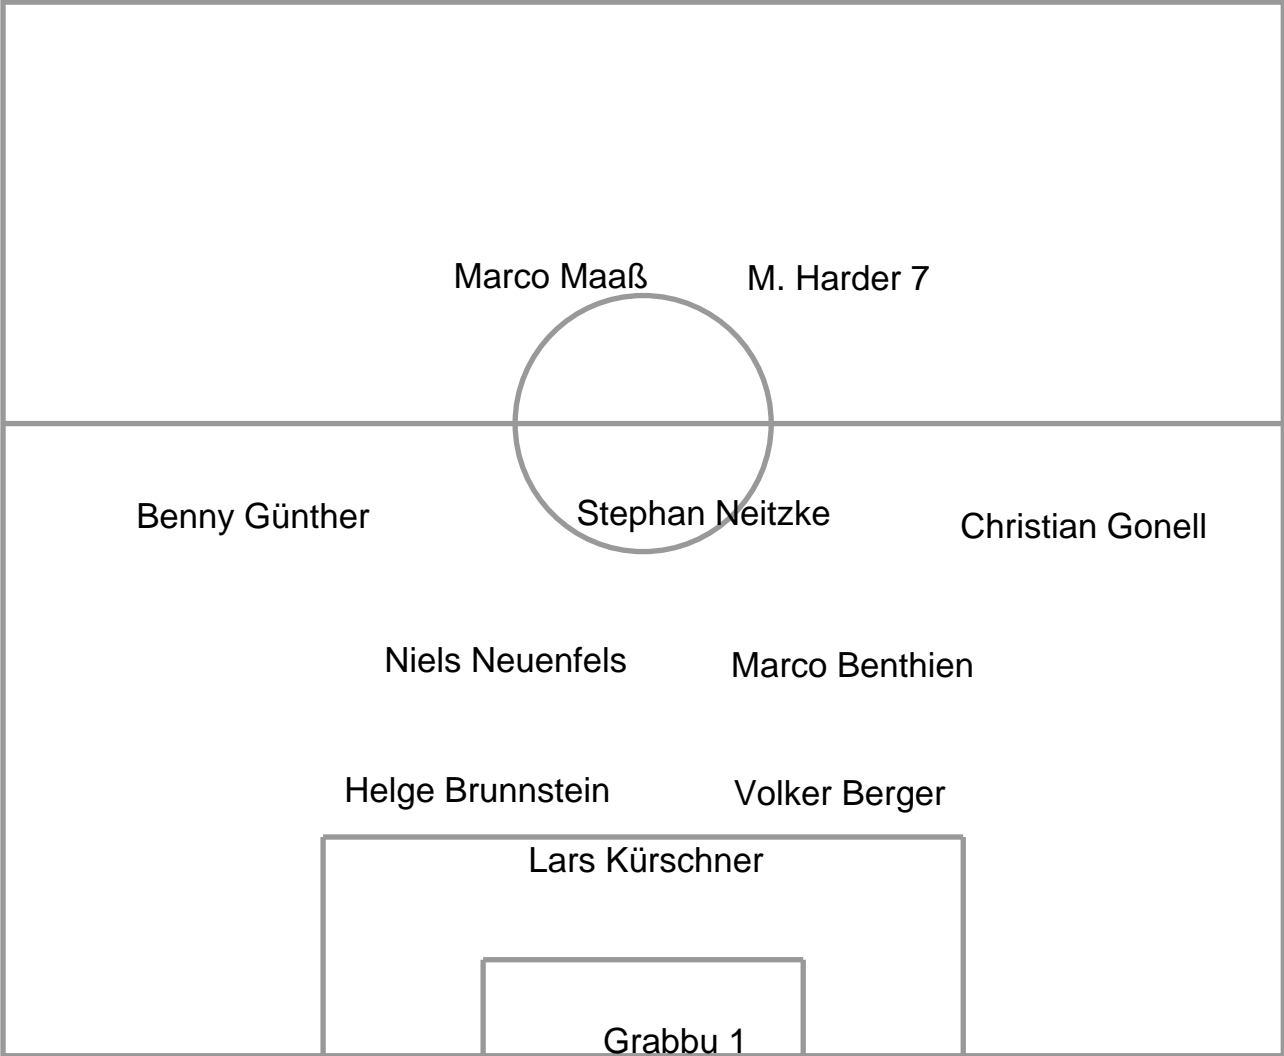 Marco Maaß
M. Harder 7
Benny Günther
Stephan Neitzke
Christian Gonell
Niels Neuenfels
Marco Benthien
Helge Brunnstein
Volker Berger
Lars Kürschner
Grabbu 1